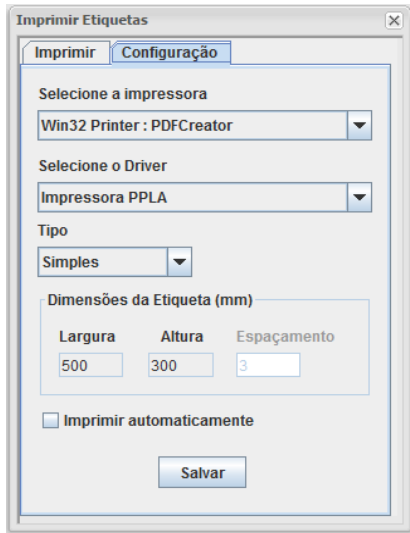 Imprimir Etiquetas
Imprimir Configuração
Selecione a impressora
Win32 Printer : PDFCreator
Selecione o Driver
Impressora PPLA
Tipo
Simples
Dimensões da Etiqueta (mm)
Largura Altura Espaçamento
500 300 3
Imprimir automaticamente
Salvar